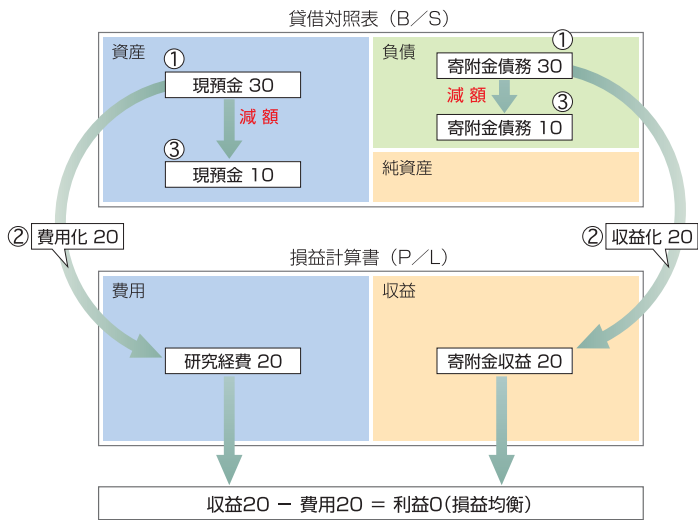 貸借対照表（B／S）
資産
①
現預金 30
減 額
③
現預金 10
負債
①
寄附金債務 30
減 額
③
寄附金債務 10
純資産
② 費用化 20
② 収益化 20
損益計算書（P／L）
費用
研究経費 20
収益
寄附金収益 20
収益20 － 費用20 ＝ 利益0（損益均衡）